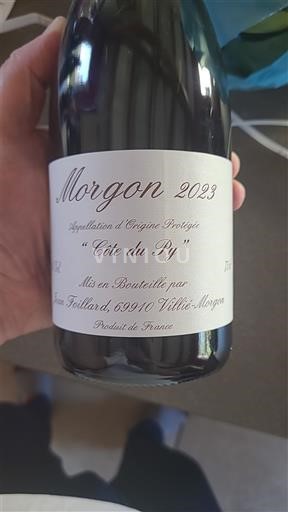 Morgon 2023
Appellation d'Origine Protégée
"Côte du Py"
VINIOU
Mis en Bouteille par
Jean Foillard, 69910 Villié-Morgon
Produit de France